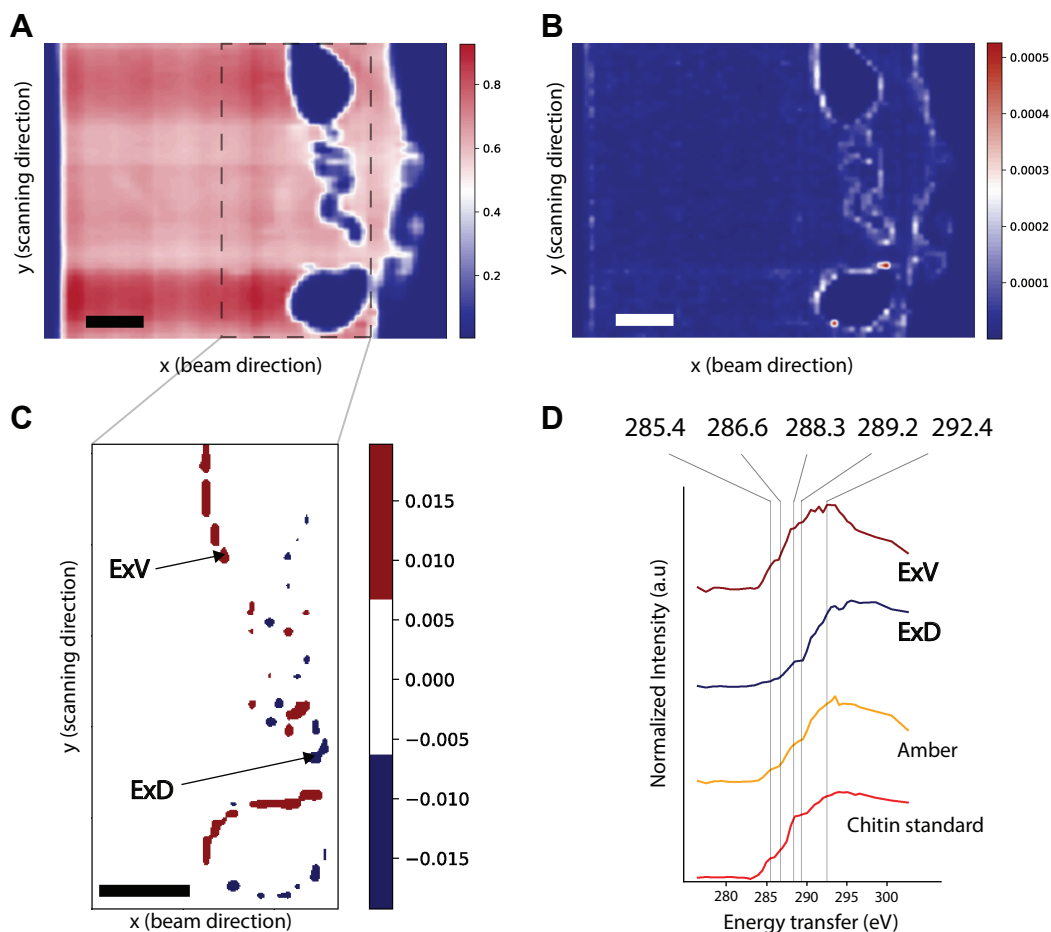 A
y (scanning direction)
x (beam direction)
0.8
0.6
0.4
0.2
B
y (scanning direction)
x (beam direction)
0.0005
0.0004
0.0003
0.0002
0.0001
C
y (scanning direction)
ExV
ExD
x (beam direction)
0.015
0.010
0.005
0.000
−0.005
−0.010
−0.015
D
285.4 286.6 288.3 289.2 292.4
Normalized Intensity (a.u)
ExV
ExD
Amber
Chitin standard
280 285 290 295 300
Energy transfer (eV)